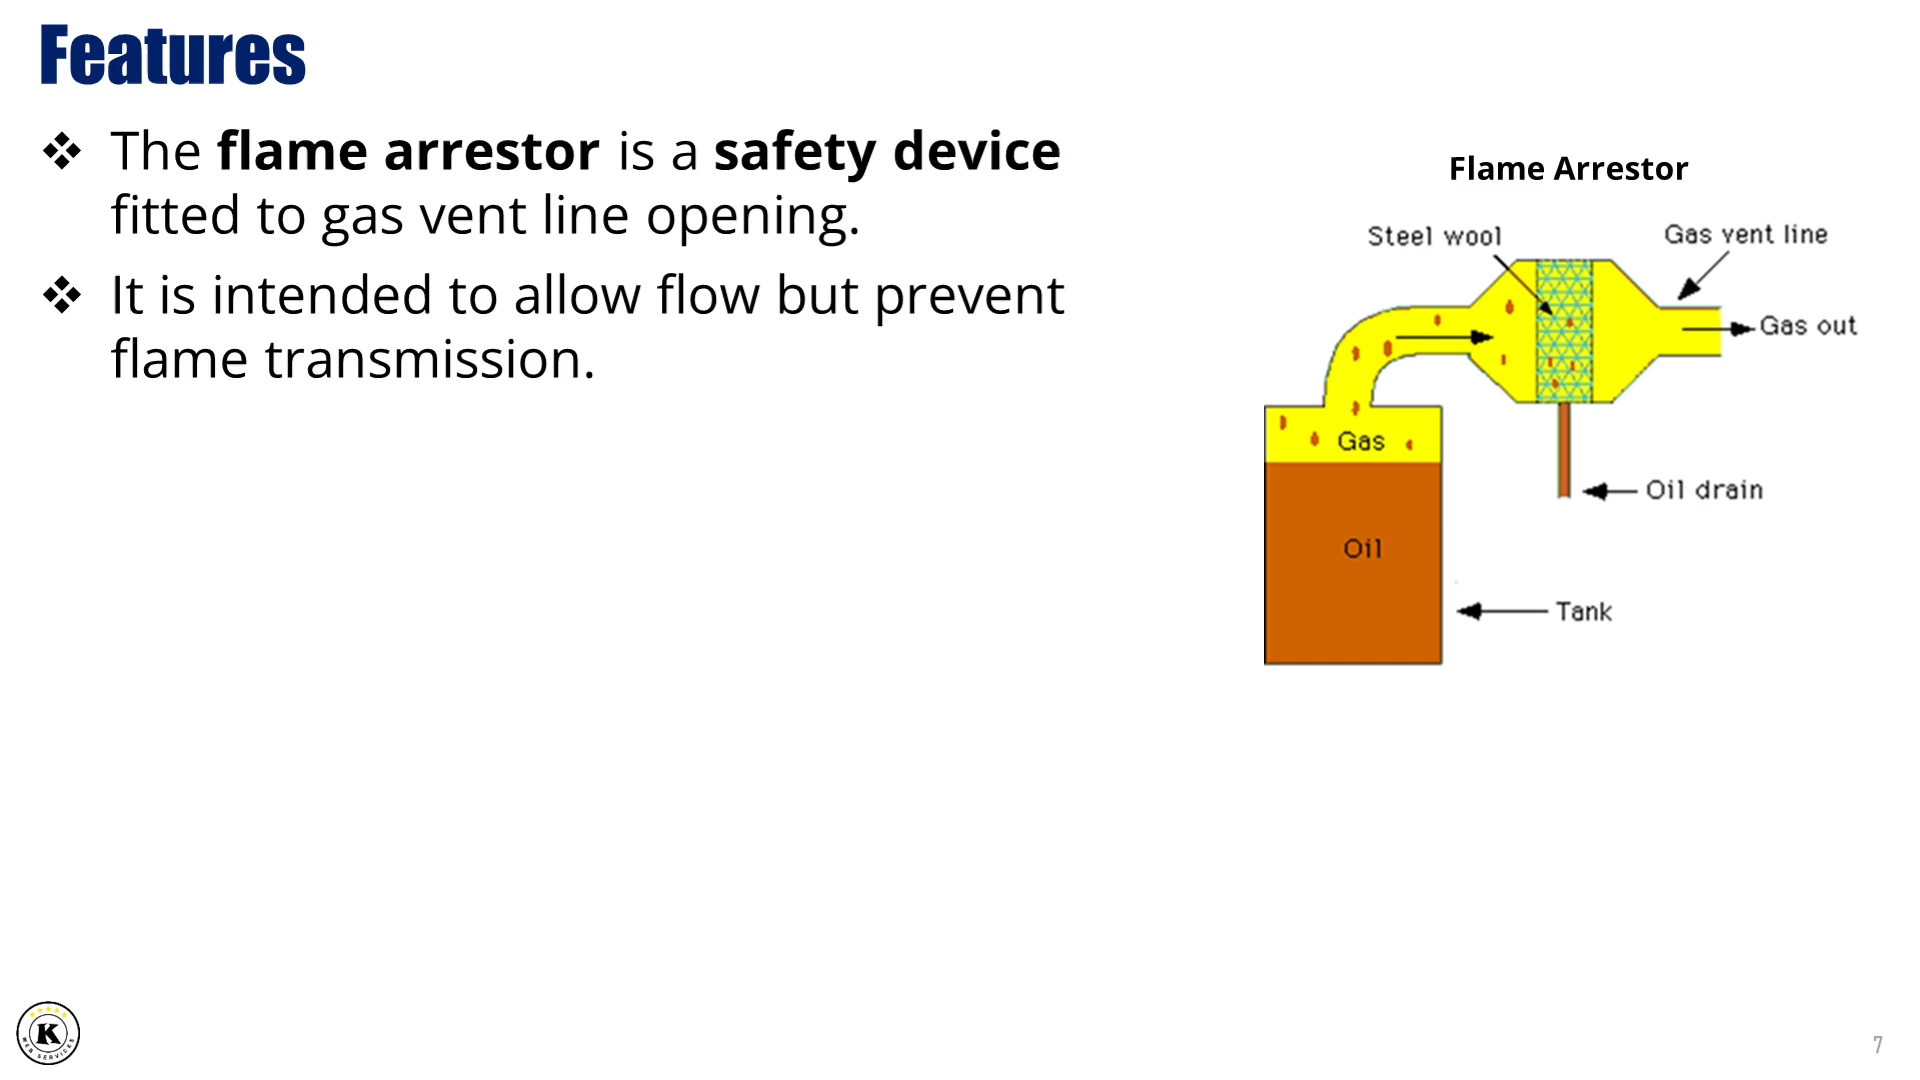 Features
❖ The flame arrestor is a safety device
fitted to gas vent line opening.
❖ It is intended to allow flow but prevent
flame transmission.
Flame Arrestor
Steel wool
Gas vent line
Gas out
Gas
Oil drain
Oil
Tank
K
WEB SERVICES
7